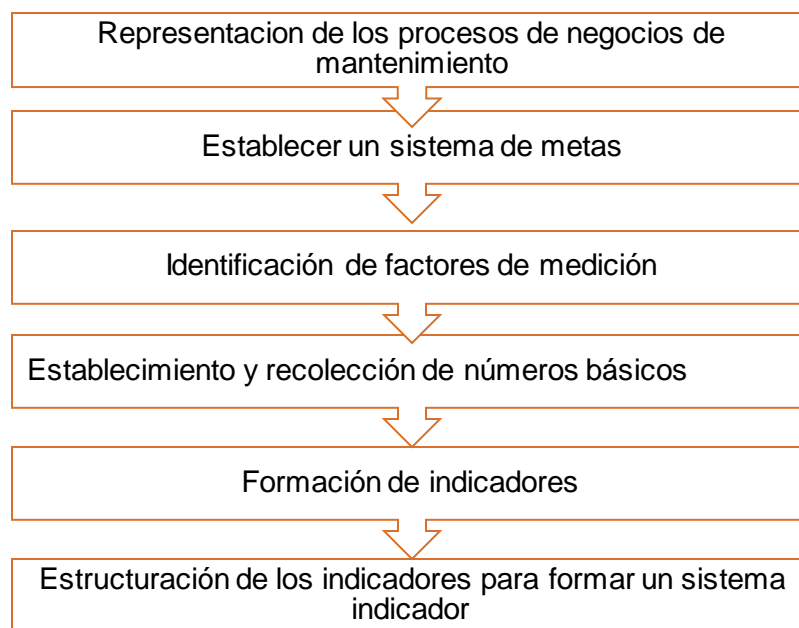 Representacion de los procesos de negocios de
mantenimiento
Establecer un sistema de metas
Identificación de factores de medición
Establecimiento y recolección de números básicos
Formación de indicadores
Estructuración de los indicadores para formar un sistema
indicador